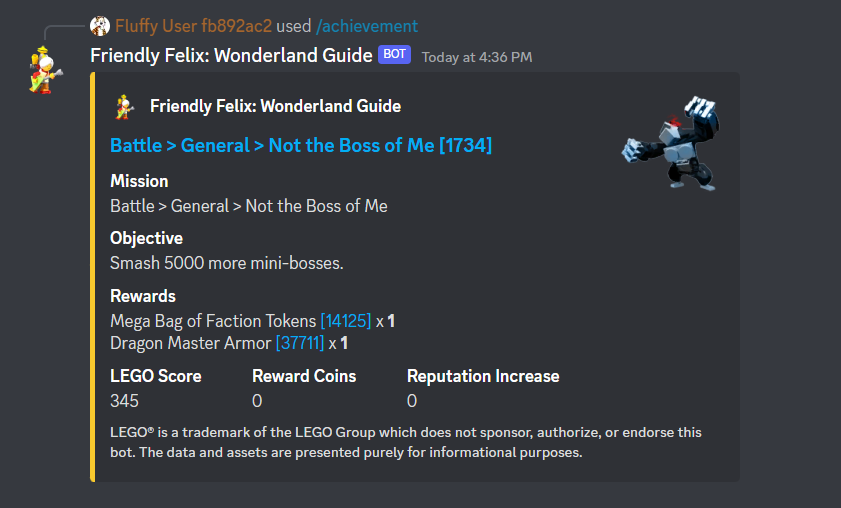 Fluffy User fb892ac2 used /achievement
Friendly Felix: Wonderland Guide BOT Today at 4:36 PM
Friendly Felix: Wonderland Guide
Battle > General > Not the Boss of Me [1734]
Mission
Battle > General > Not the Boss of Me
Objective
Smash 5000 more mini-bosses.
Rewards
Mega Bag of Faction Tokens [14125] x 1
Dragon Master Armor [37711] x 1
LEGO Score Reward Coins Reputation Increase
345 0 0
LEGO® is a trademark of the LEGO Group which does not sponsor, authorize, or endorse this
bot. The data and assets are presented purely for informational purposes.